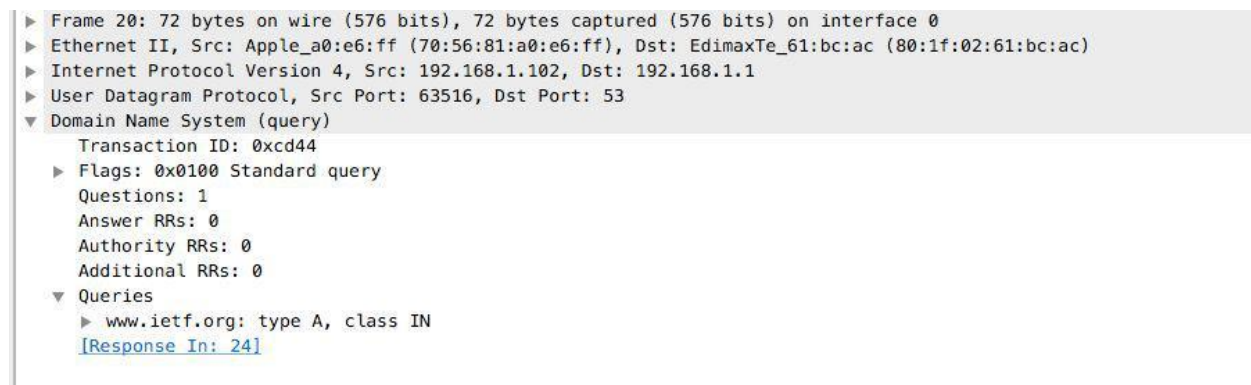 Frame 20: 72 bytes on wire (576 bits), 72 bytes captured (576 bits) on interface 0
Ethernet II, Src: Apple_a0:e6:ff (70:56:81:a0:e6:ff), Dst: EdimaxTe_61:bc:ac (80:1f:02:61:bc:ac)
Internet Protocol Version 4, Src: 192.168.1.102, Dst: 192.168.1.1
User Datagram Protocol, Src Port: 63516, Dst Port: 53
Domain Name System (query)
Transaction ID: 0xcd44
Flags: 0x0100 Standard query
Questions: 1
Answer RRs: 0
Authority RRs: 0
Additional RRs: 0
Queries
www.ietf.org: type A, class IN
[Response In: 24]